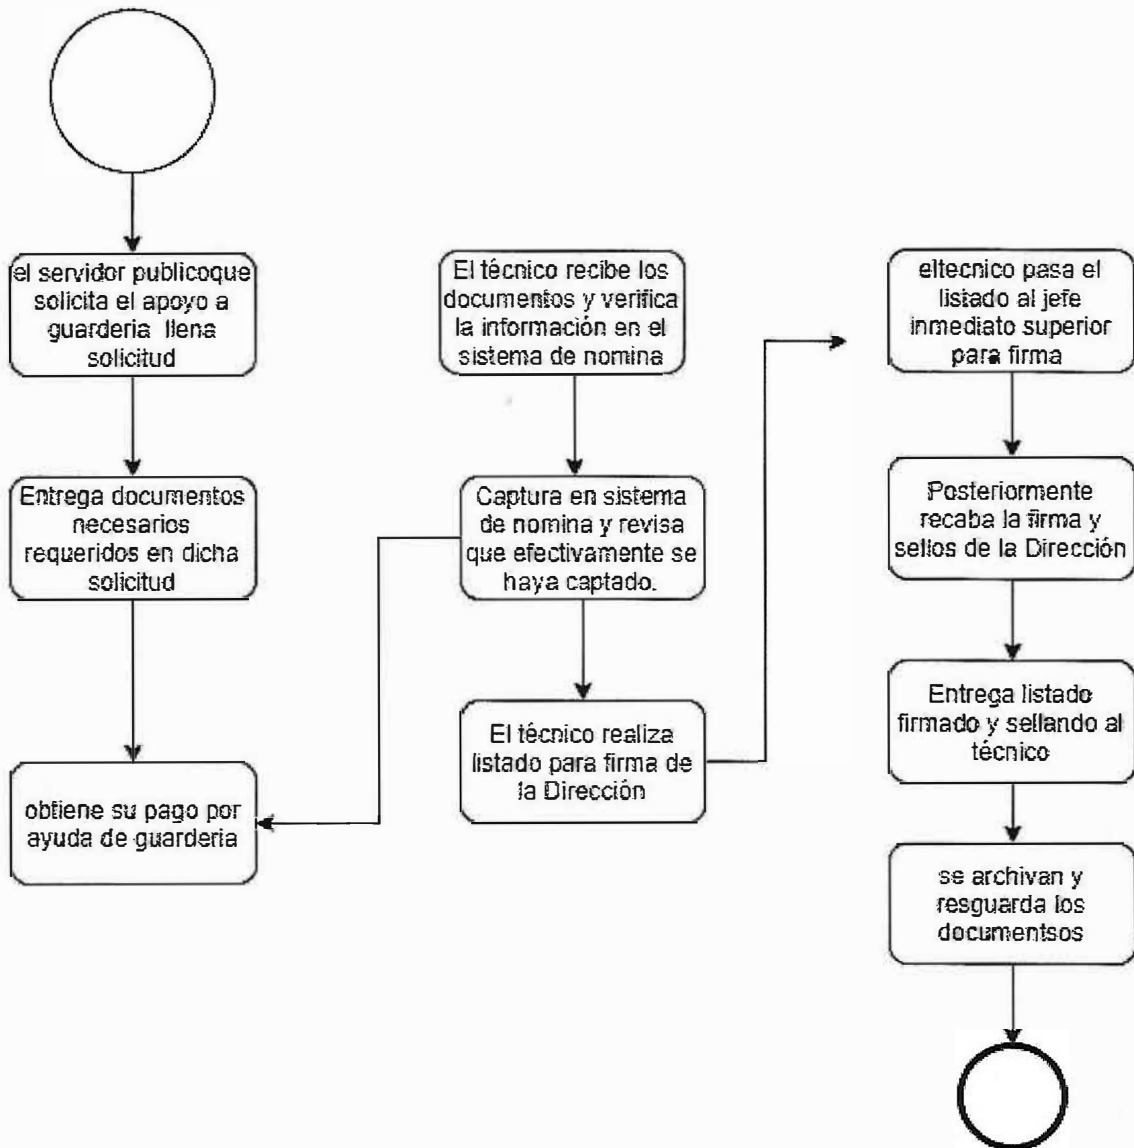 el servidor publicoque
solicita el apoyo a
guarderia llena
solicitud
Entrega documentos
necesarios
requeridos en dicha
solicitud
obtiene su pago por
ayuda de guarderia
El técnico recibe los
documentos y verifica
la información en el
sistema de nomina
Captura en sistema
de nomina y revisa
que efectivamente se
haya captado.
El técnico realiza
listado para firma de
la Dirección
eltecnico pasa el
listado al jefe
inmediato superior
para firma
Posteriormente
recaba la firma y
sellos de la Dirección
Entrega listado
firmado y sellando al
técnico
se archivan y
resguarda los
documentsos